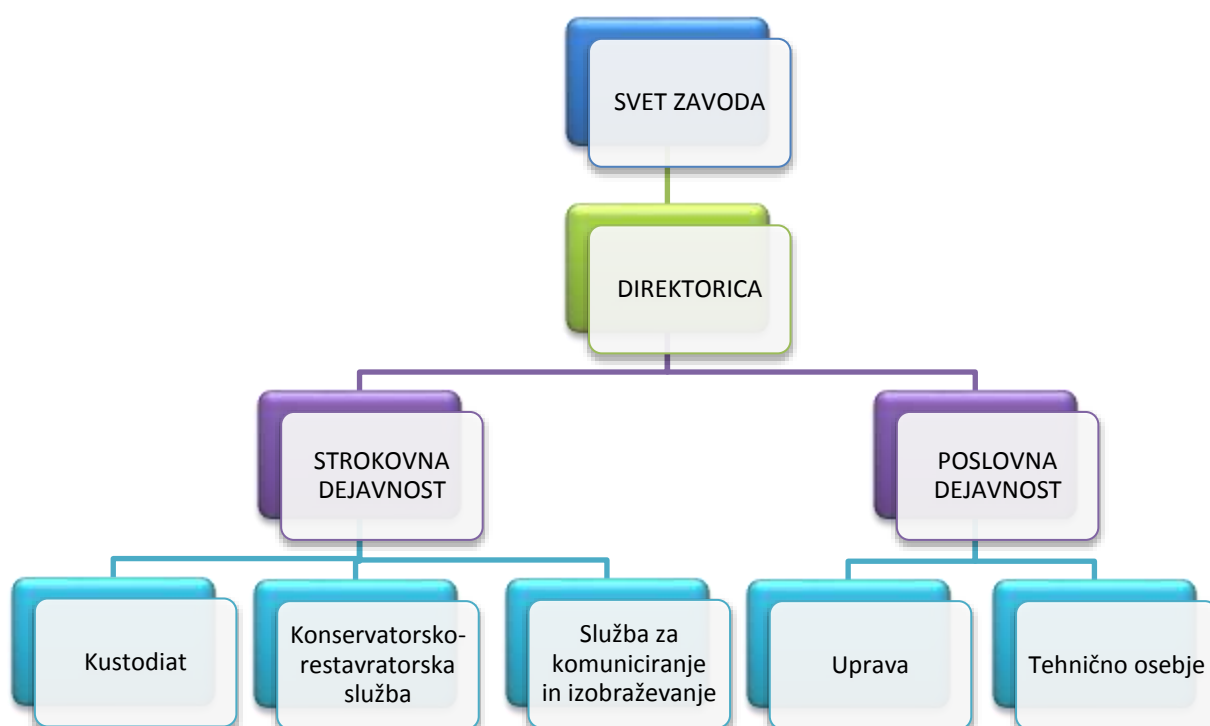 SVET ZAVODA
DIREKTORICA
STROKOVNA
DEJAVNOST
POSLOVNA
DEJAVNOST
Kustodiat
Konservatorsko-
restavratorska
služba
Služba za
komuniciranje
in izobraževanje
Uprava
Tehnično osebje